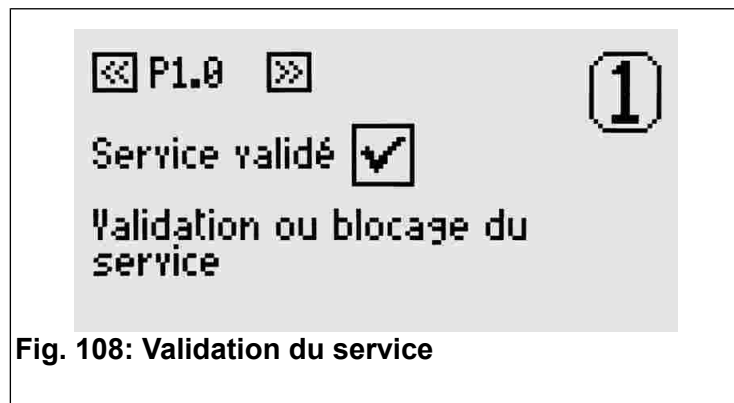 ≪ P1.0 ≫
1
Service validé ✓
Validation ou blocage du
service
Fig. 108: Validation du service